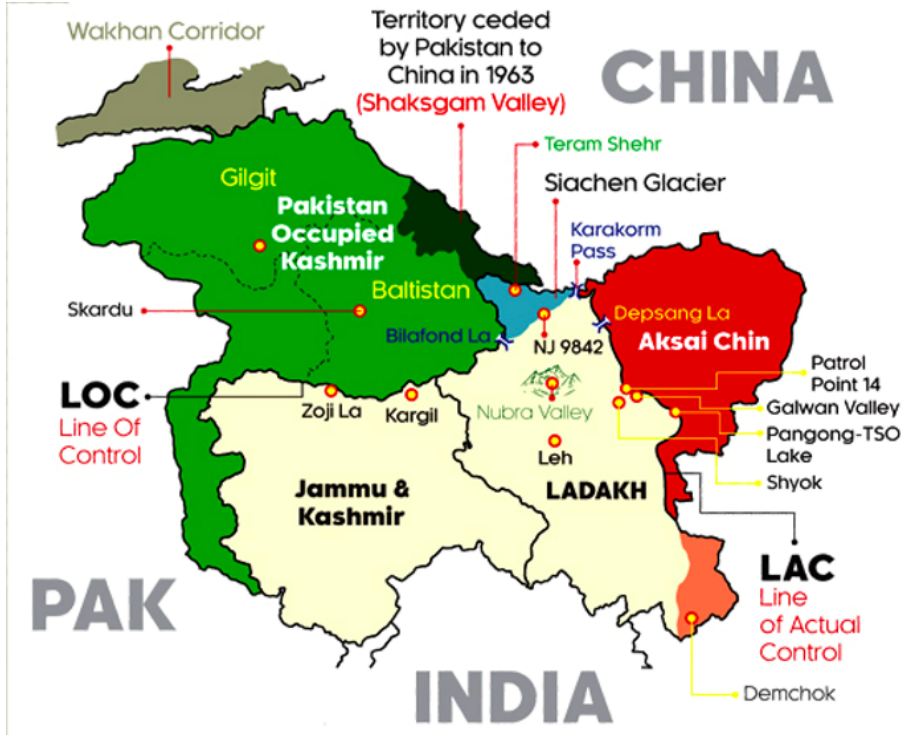 Wakhan Corridor
Territory ceded
by Pakistan to
China in 1963
(Shaksgam Valley)
CHINA
Teram Shehr
Siachen Glacier
Gilgit
Pakistan
Occupied
Kashmir
Karakorm
Pass
Baltistan
Skardu
Bilafond La
Depsang La
Aksai Chin
NJ 9842
Patrol
Point 14
Galwan Valley
Pangong-TSO
Lake
Shyok
LOC
Line Of
Control
Zoji La
Kargil
Nubra Valley
Leh
Jammu &
Kashmir
LADAKH
LAC
Line
of Actual
Control
PAK
INDIA
Demchok